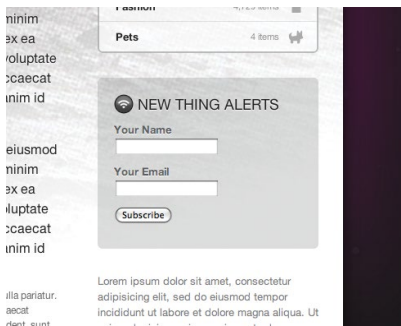 minim
ex ea
voluptate
ccaecat
anim id
eiusmod
minim
ex ea
oluptate
ccaecat
anim id
ulla pariatur.
aecat
Fashion
Pets 4 items
NEW THING ALERTS
Your Name
Your Email
Subscribe
Lorem ipsum dolor sit amet, consectetur
adipisicing elit, sed do eiusmod tempor
incididunt ut labore et dolore magna aliqua. Ut